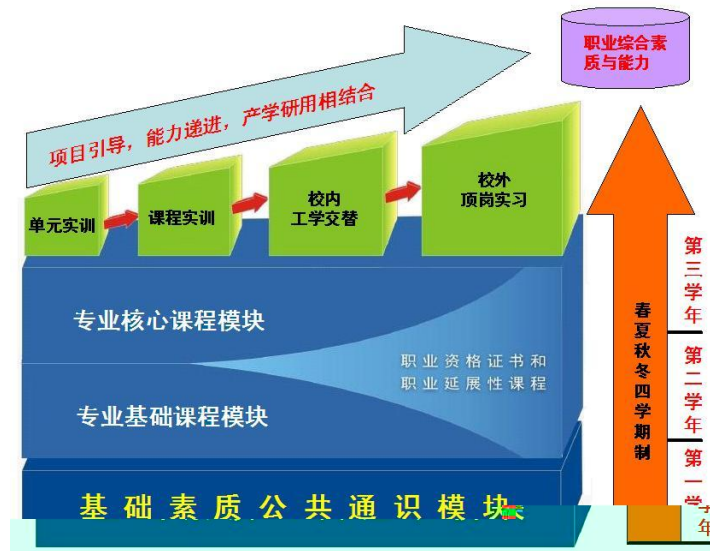 职业综合素
质与能力
项目引导，能力递进，产学研用相结合
单元实训
课程实训
校内
工学交替
校外
顶岗实习
专业核心课程模块
职业资格证书和
职业延展性课程
专业基础课程模块
基础素质公共通识模块
春夏秋冬四学期制
第三学年
第二学年
第一学年